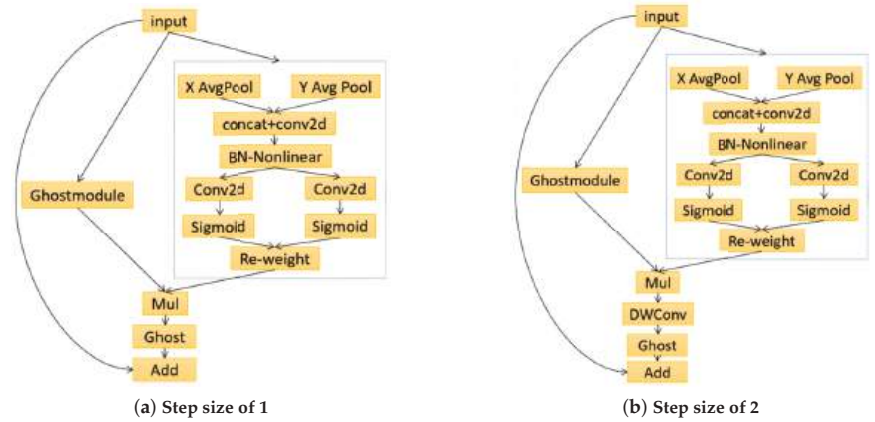 input
X AvgPool
Y Avg Pool
concat+conv2d
BN-Nonlinear
Conv2d
Conv2d
Ghostmodule
Sigmoid
Sigmoid
Re-weight
Mul
Ghost
Add
(a) Step size of 1
input
X AvgPool
Y Avg Pool
concat+conv2d
BN-Nonlinear
Conv2d
Conv2d
Ghostmodule
Sigmoid
Sigmoid
Re-weight
Mul
DWConv
Ghost
Add
(b) Step size of 2